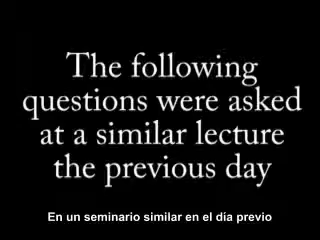 The following
questions were asked
at a similar lecture
the previous day
En un seminario similar en el día previo